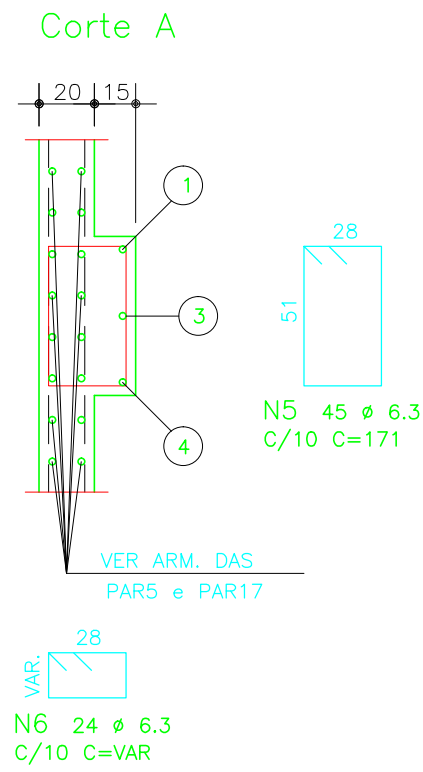 Corte A
20 15
1
28
51
3
N5 45 ø 6.3
C/10 C=171
4
VER ARM. DAS
PAR5 e PAR17
28
VAR.
N6 24 ø 6.3
C/10 C=VAR